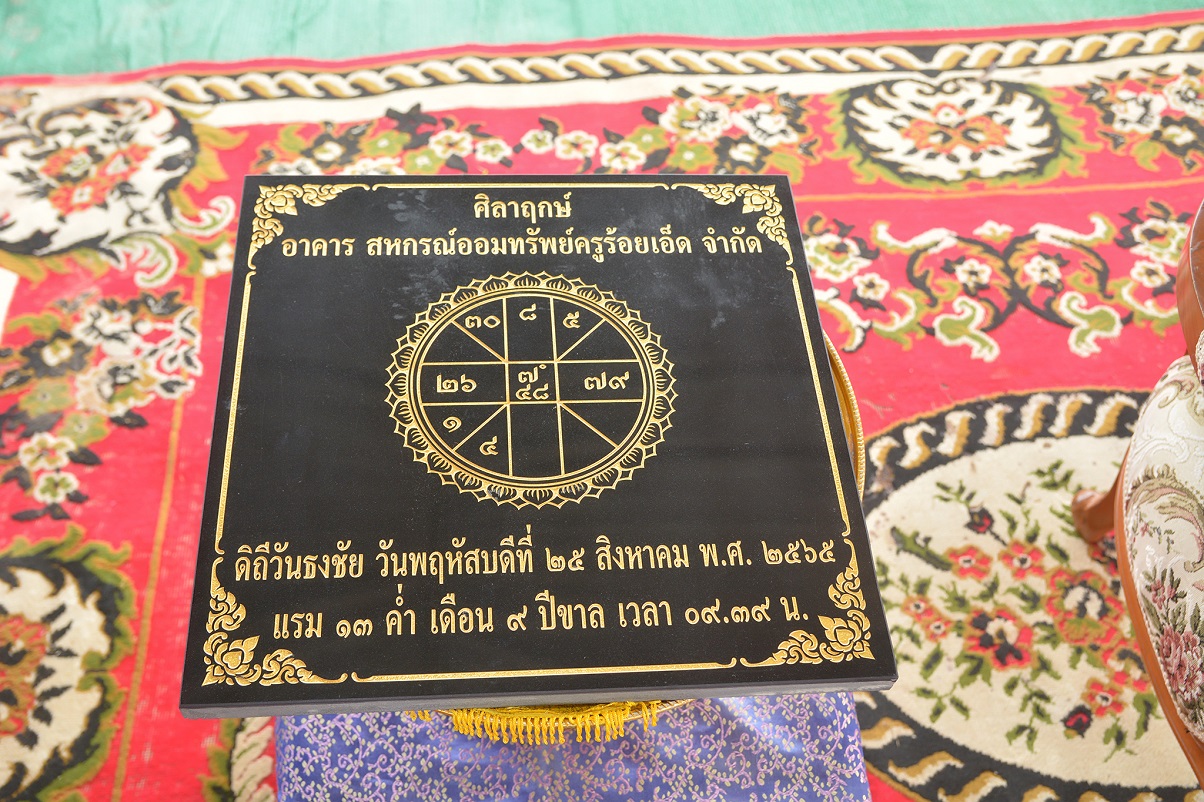 ศิลาฤกษ์
อาคาร สหกรณ์ออมทรัพย์ครูร้อยเอ็ด จำกัด
๓๐ ๘ ๕
๒๖ ๗ ๗๙
๔๘
๑
๔
ดิถีวันธงชัย วันพฤหัสบดีที่ ๒๕ สิงหาคม พ.ศ. ๒๕๖๕
แรม ๑๓ ค่ำ เดือน ๙ ปีขาล เวลา ๐๙.๓๙ น.